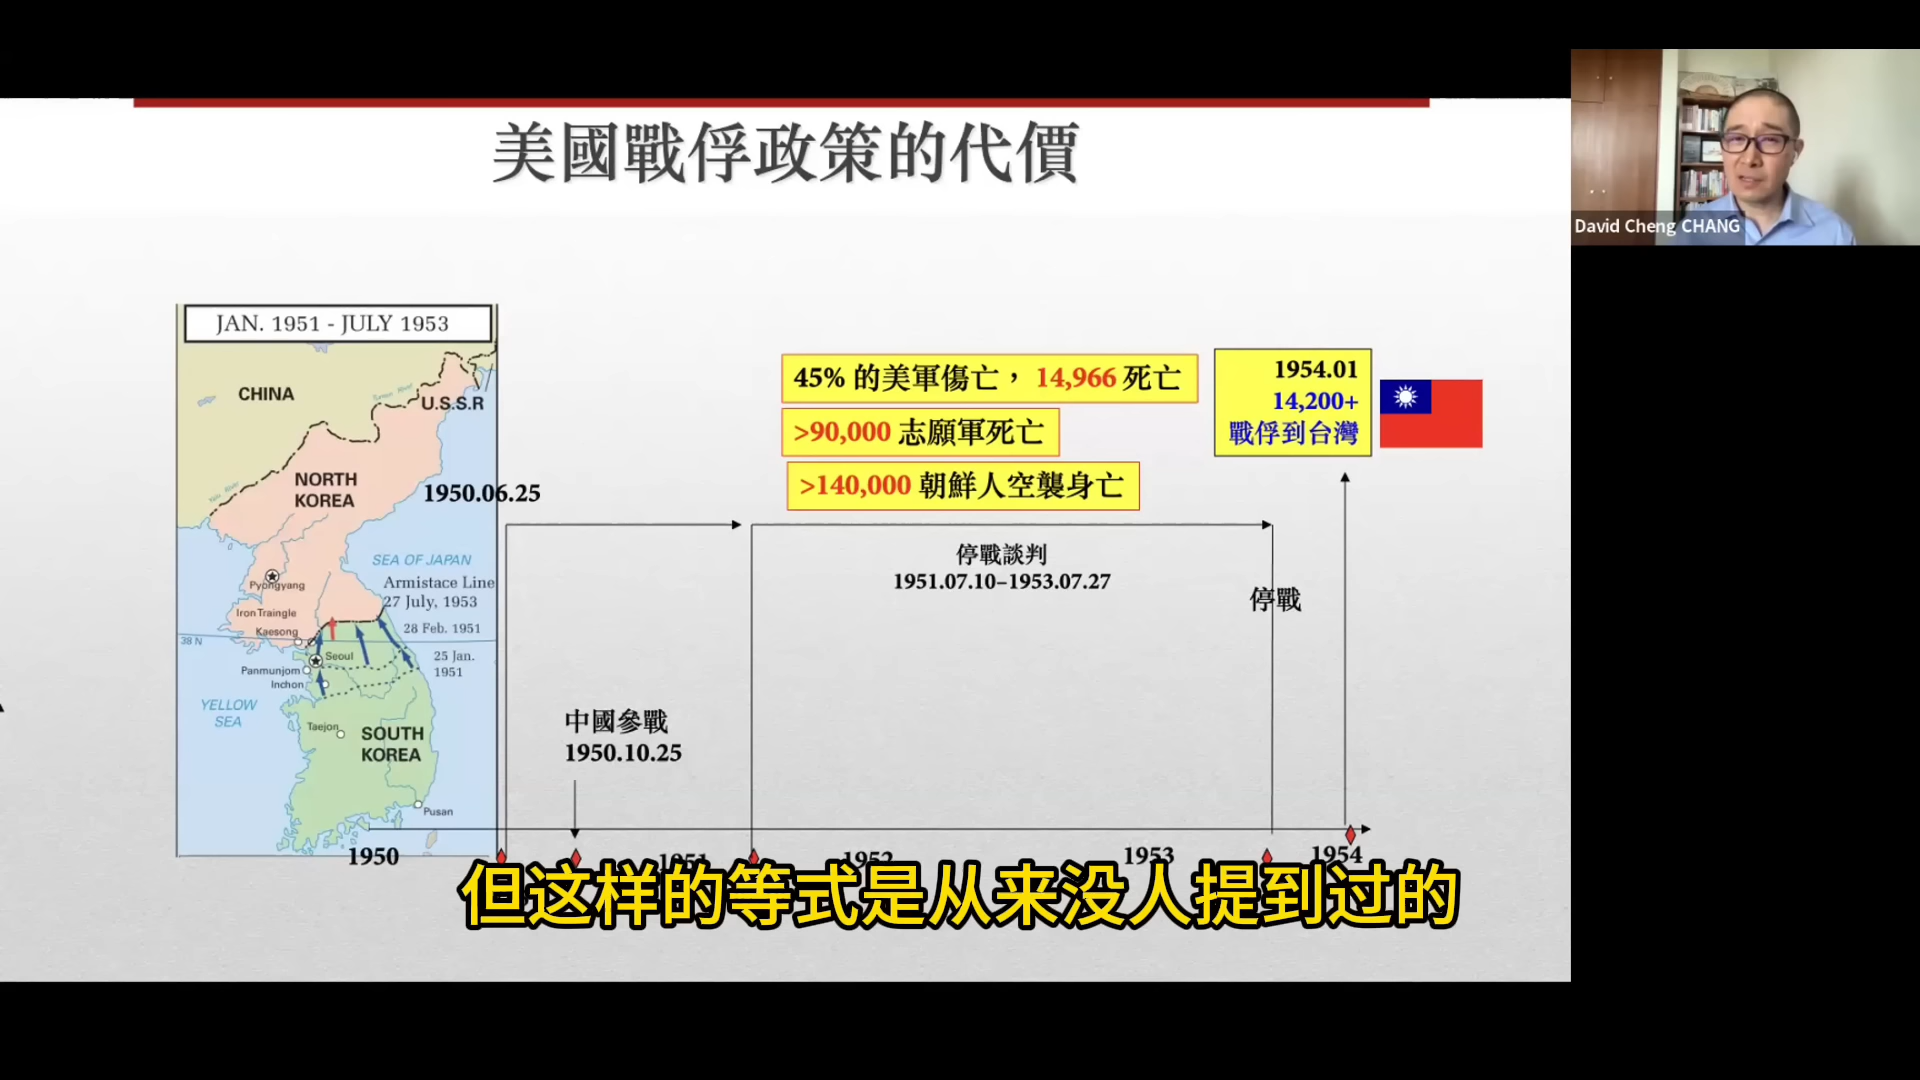 美國戰俘政策的代價
David Cheng CHANG
JAN. 1951 - JULY 1953
CHINA
U.S.S.R
NORTH
KOREA
1950.06.25
SEA OF JAPAN
Pyongyang
Armistace Line
27 July, 1953
Iron Traingle
Kaesong
28 Feb. 1951
38 N
Seoul
25 Jan.
1951
Panmunjom
Inchon
YELLOW
SEA
Taejon
SOUTH
KOREA
Pusan
45% 的美軍傷亡， 14,966 死亡
>90,000 志願軍死亡
>140,000 朝鮮人空襲身亡
1954.01
14,200+
戰俘到台灣
停戰談判
1951.07.10–1953.07.27
停戰
中國參戰
1950.10.25
1950
1951
1952
1953
1954
但这样的等式是从来没人提到过的